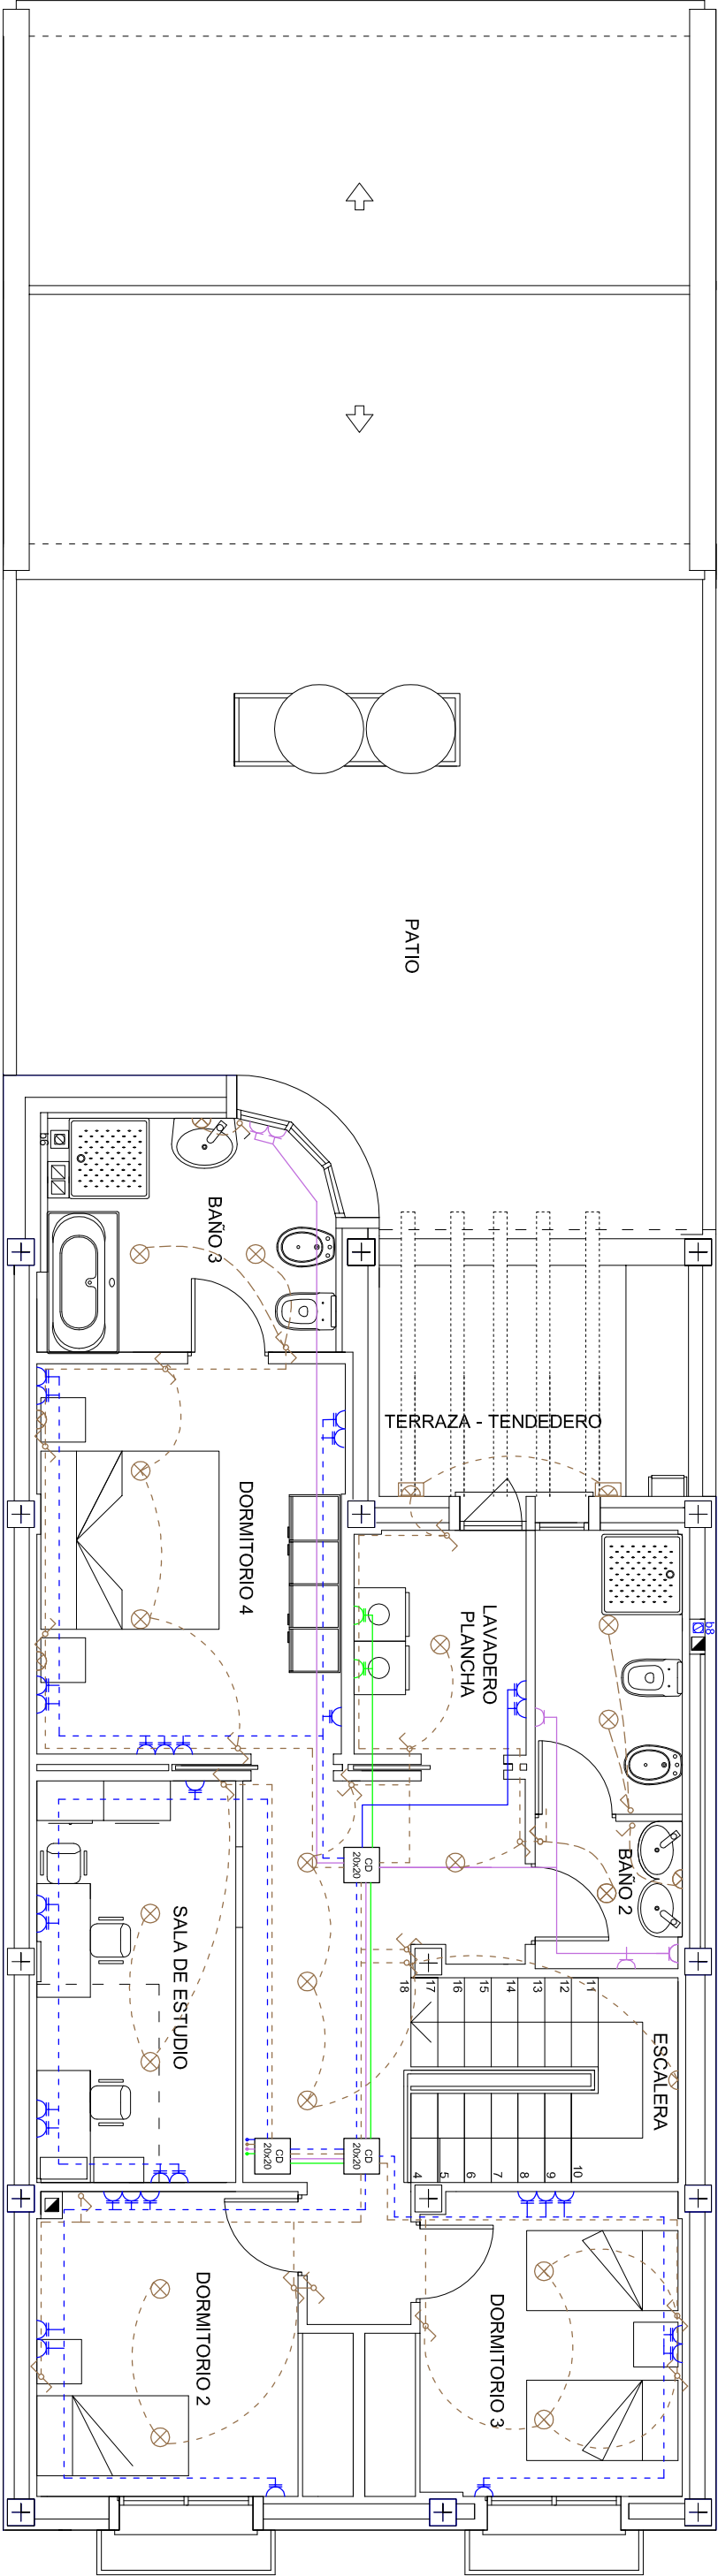 PATIO
b6
BAÑO 3
TERRAZA - TENDEDERO
DORMITORIO 4
LAVADERO
PLANCHA
b8
BAÑO 2
CD
20x20
SALA DE ESTUDIO
ESCALERA
18
17
16
15
14
13
12
11
4
5
6
7
8
9
10
CD
20x20
CD
20x20
DORMITORIO 2
DORMITORIO 3